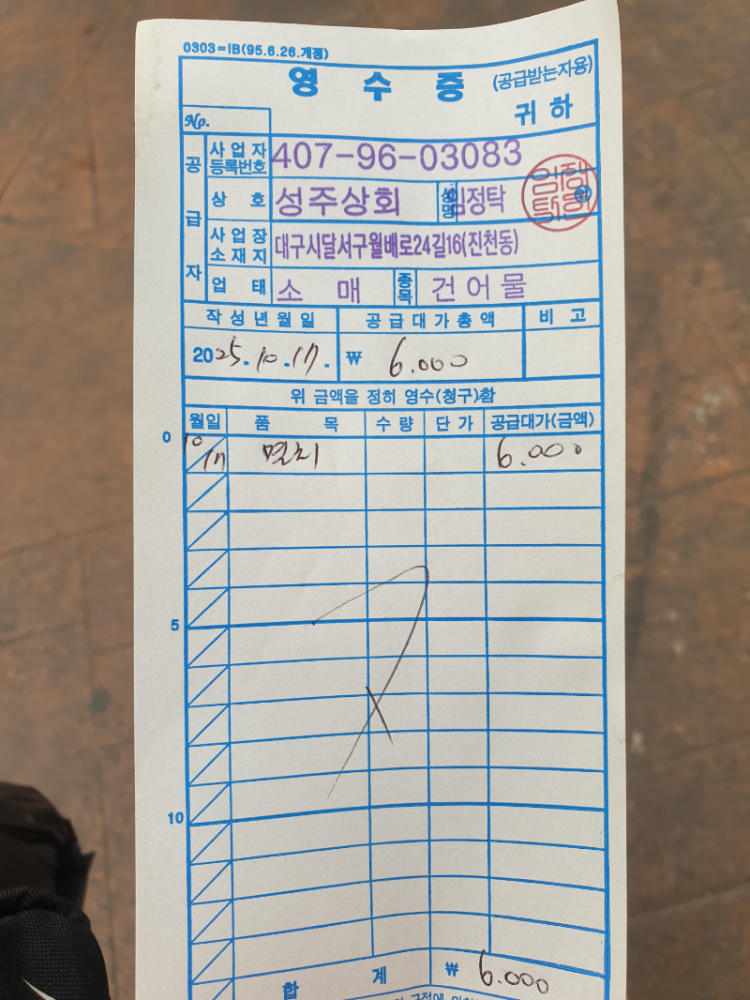 0303=IB(95.6.26.개정)
영 수 증 (공급받는자용)
No. 귀 하
공급자
사업자등록번호 407-96-03083
상 호 성주상회 성명 임정탁
사업장소재지 대구시달서구월배로24길16(진천동)
업 태 소 매 종목 건어물
작성년월일 공급대가총액 비 고
2025.10.17. ₩ 6.000
위 금액을 정히 영수(청구)함
월일 품 목 수량 단가 공급대가(금액)
0
10/17 멸치 6.000
5
10
합 계 ₩ 6.000